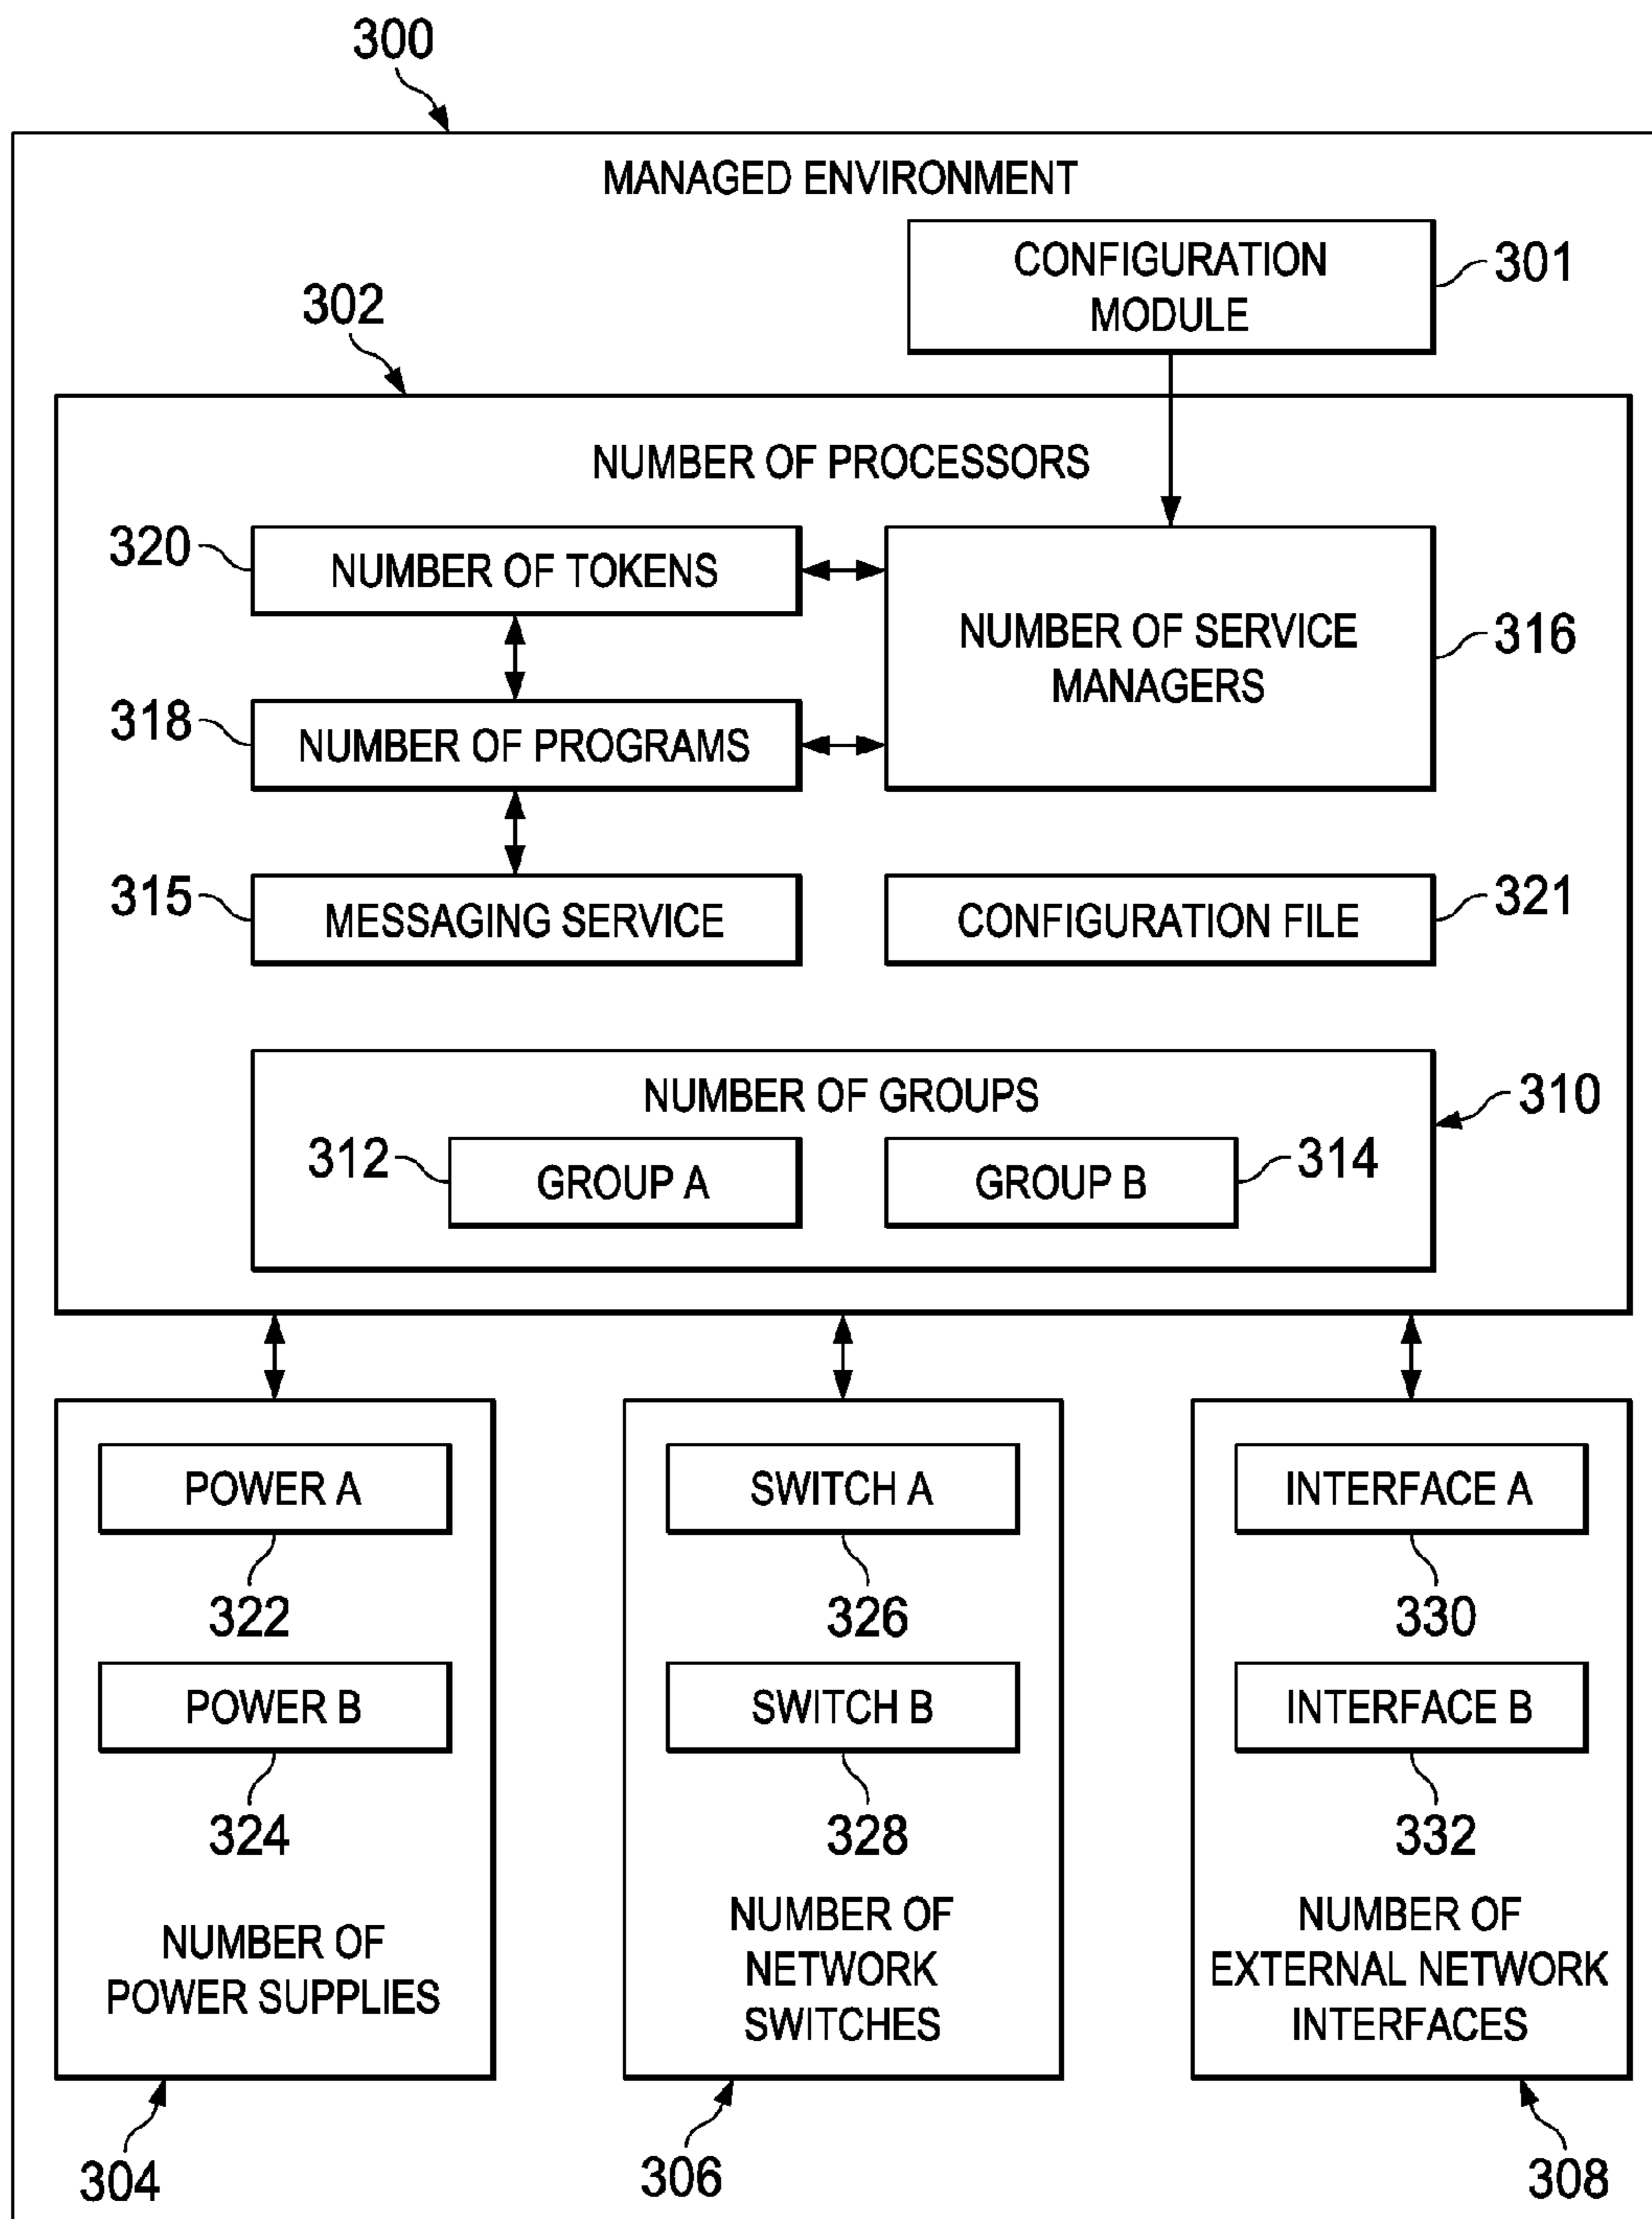 300
MANAGED ENVIRONMENT
CONFIGURATION
MODULE
301
302
NUMBER OF PROCESSORS
320
NUMBER OF TOKENS
NUMBER OF SERVICE
MANAGERS
316
318
NUMBER OF PROGRAMS
315
MESSAGING SERVICE
CONFIGURATION FILE
321
NUMBER OF GROUPS
310
312
GROUP A
GROUP B
314
POWER A
322
POWER B
324
NUMBER OF
POWER SUPPLIES
304
SWITCH A
326
SWITCH B
328
NUMBER OF
NETWORK
SWITCHES
306
INTERFACE A
330
INTERFACE B
332
NUMBER OF
EXTERNAL NETWORK
INTERFACES
308